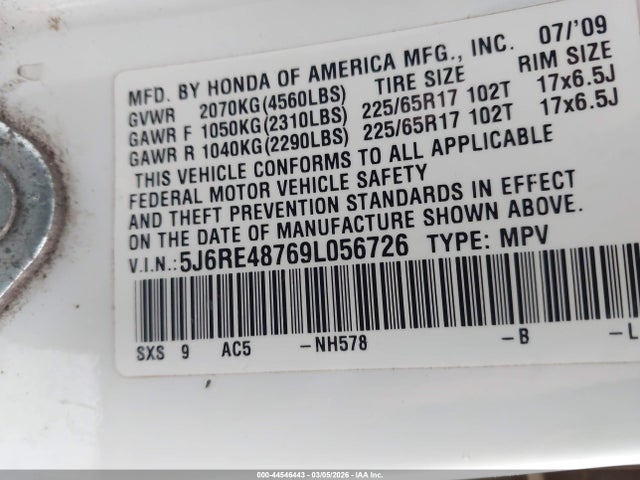 MFD. BY HONDA OF AMERICA MFG., INC. 07/'09
GVWR 2070KG(4560LBS) TIRE SIZE RIM SIZE
GAWR F 1050KG(2310LBS) 225/65R17 102T 17x6.5J
GAWR R 1040KG(2290LBS) 225/65R17 102T 17x6.5J
THIS VEHICLE CONFORMS TO ALL APPLICABLE
FEDERAL MOTOR VEHICLE SAFETY
AND THEFT PREVENTION STANDARDS IN EFFECT
ON THE DATE OF MANUFACTURE SHOWN ABOVE.
V.I.N.:5J6RE48769L056726 TYPE: MPV
SXS 9 AC5 -NH578 -B -L
000-44546443 | 03/05/2026 - IAA Inc.